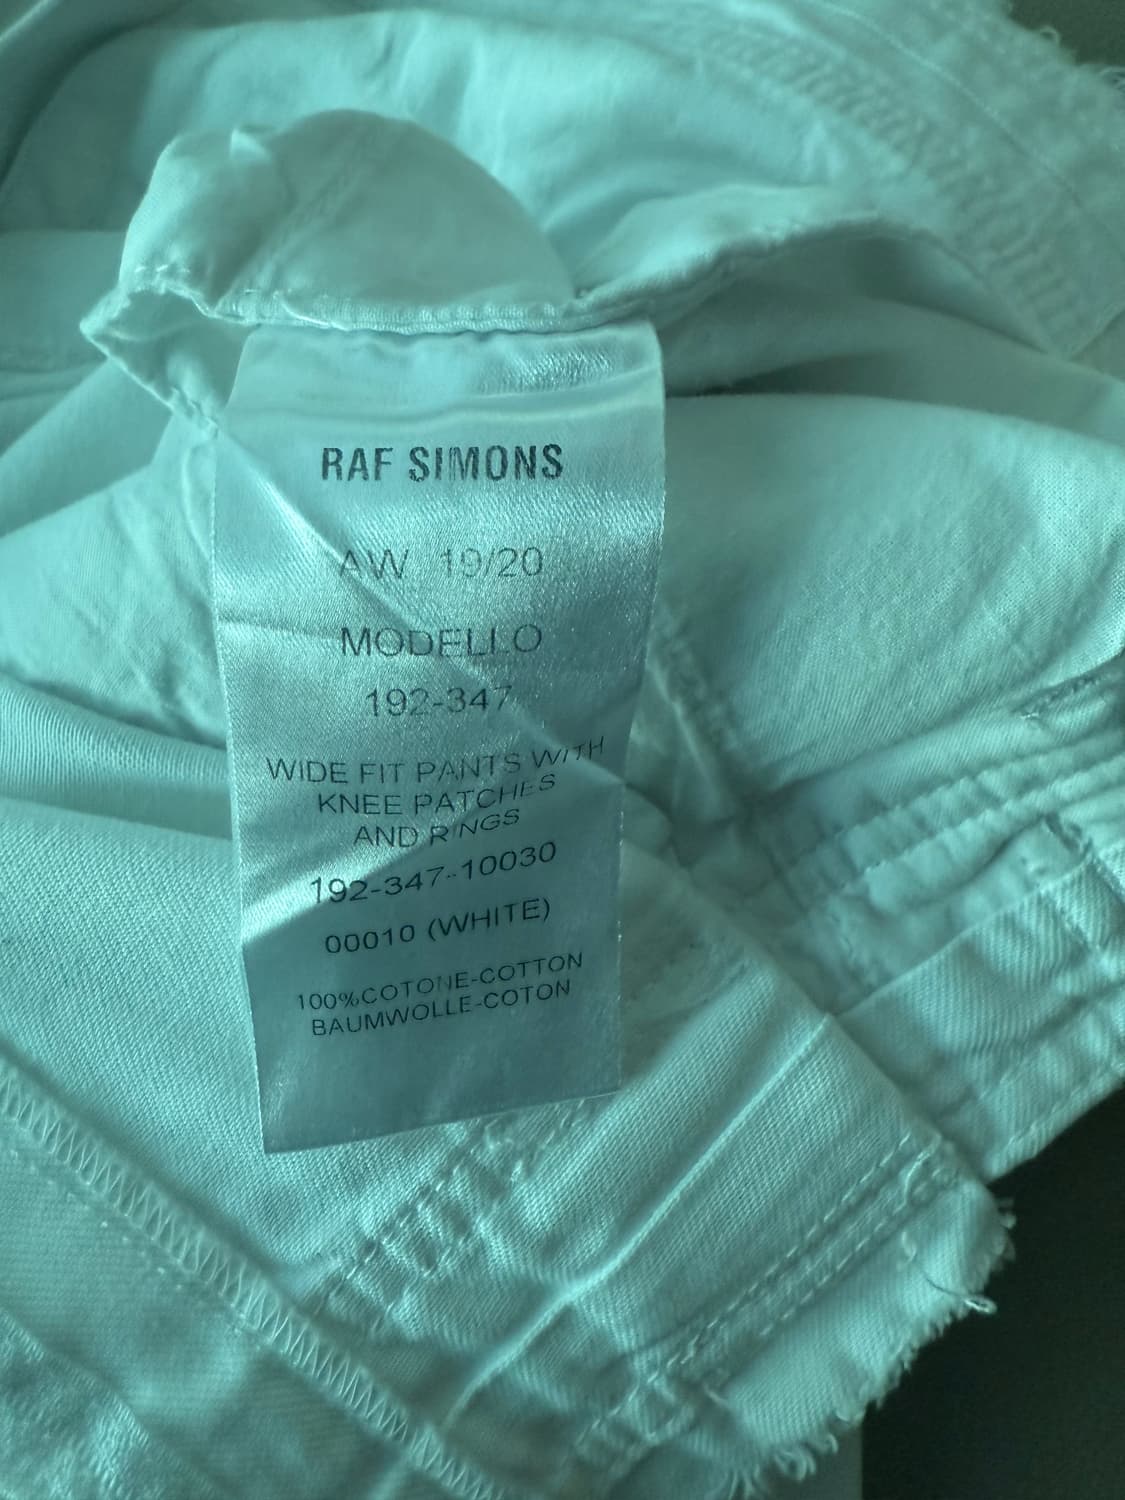 RAF SIMONS
AW 19/20
MODELLO
192-347
WIDE FIT PANTS WITH
KNEE PATCHES
AND RINGS
192-347-10030
00010 (WHITE)
100%COTONE-COTTON
BAUMWOLLE-COTON